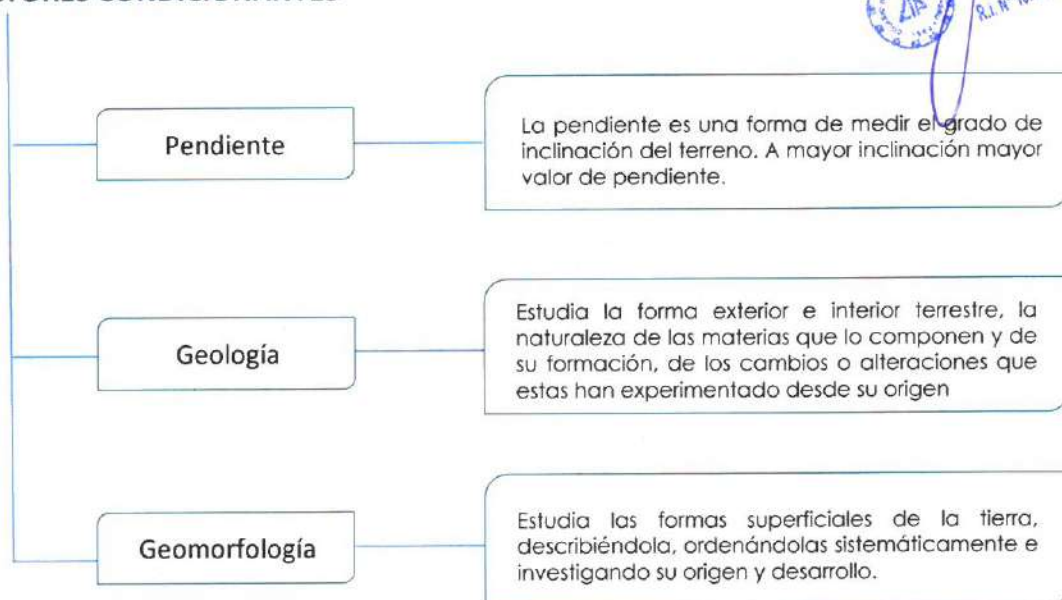 CONDICIONANTES
Pendiente
La pendiente es una forma de medir el grado de
inclinación del terreno. A mayor inclinación mayor
valor de pendiente.
Geología
Estudia la forma exterior e interior terrestre, la
naturaleza de las materias que lo componen y de
su formación, de los cambios o alteraciones que
estas han experimentado desde su origen
Geomorfología
Estudia las formas superficiales de la tierra,
describiéndola, ordenándolas sistemáticamente e
investigando su origen y desarrollo.